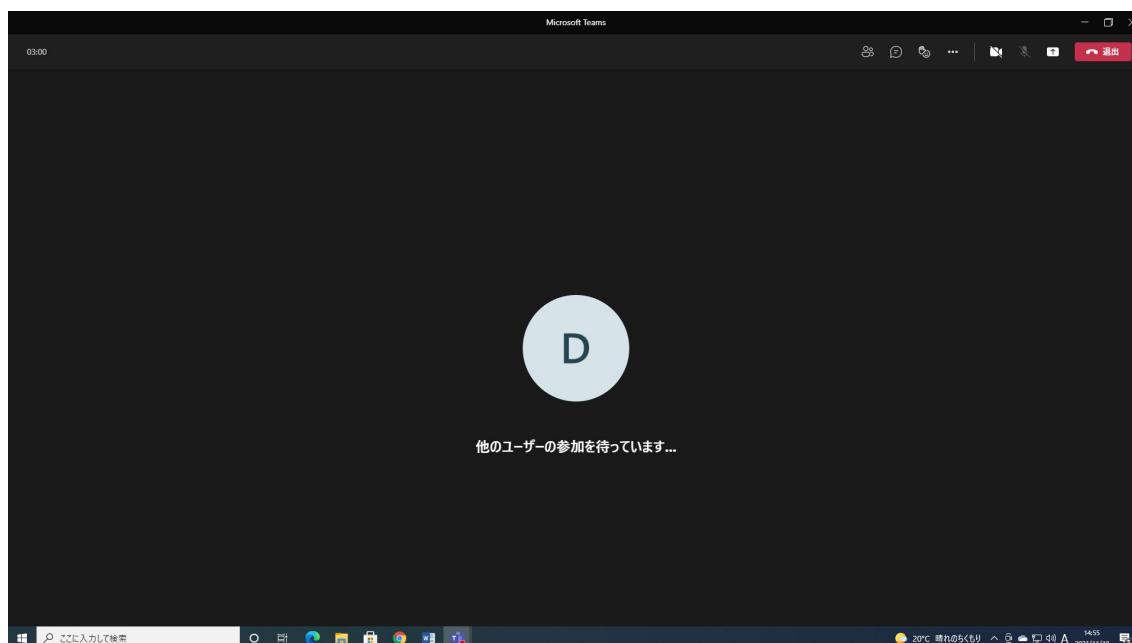 Microsoft Teams
03:00
退出
D
他のユーザーの参加を待っています...
ここに入力して検索
20°C 晴れのち くもり
A
14:55